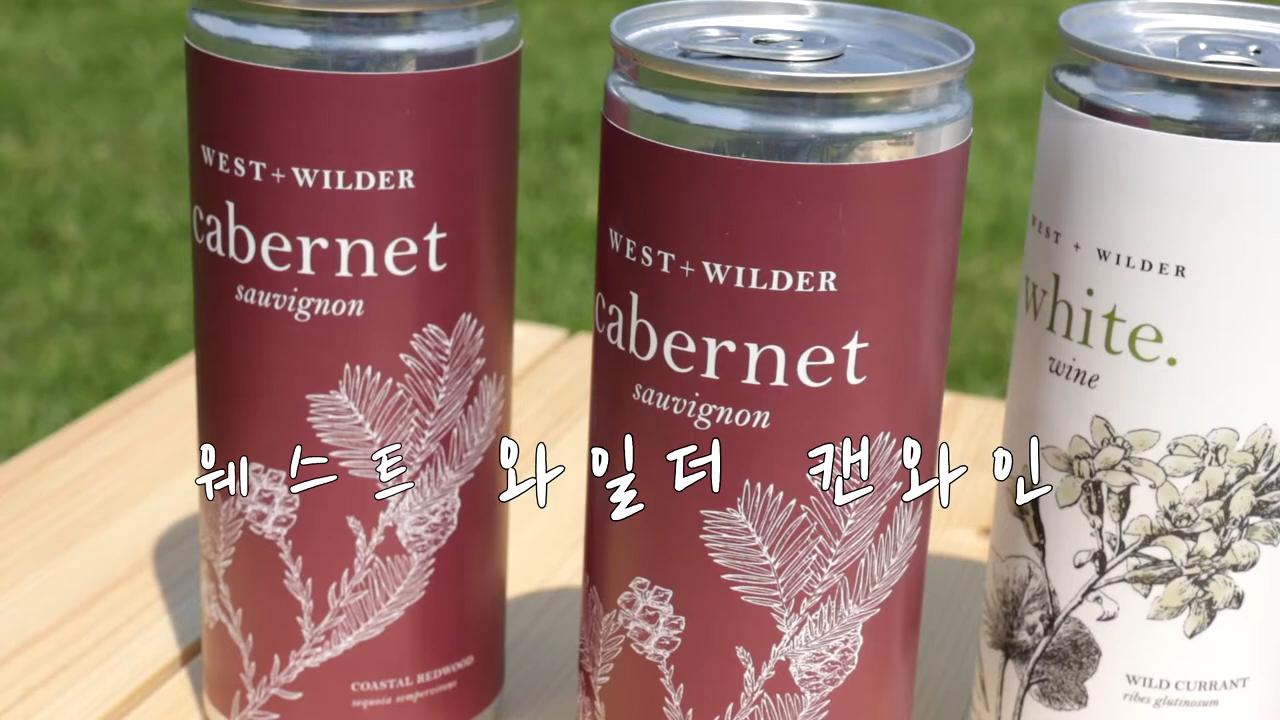 WEST+WILDER
cabernet
sauvignon
COASTAL REDWOOD
sequoia sempervirens
WEST+WILDER
cabernet
sauvignon
WEST + WILDER
white.
wine
WILD CURRANT
ribes glutinosum
웨스트 와일더 캔와인